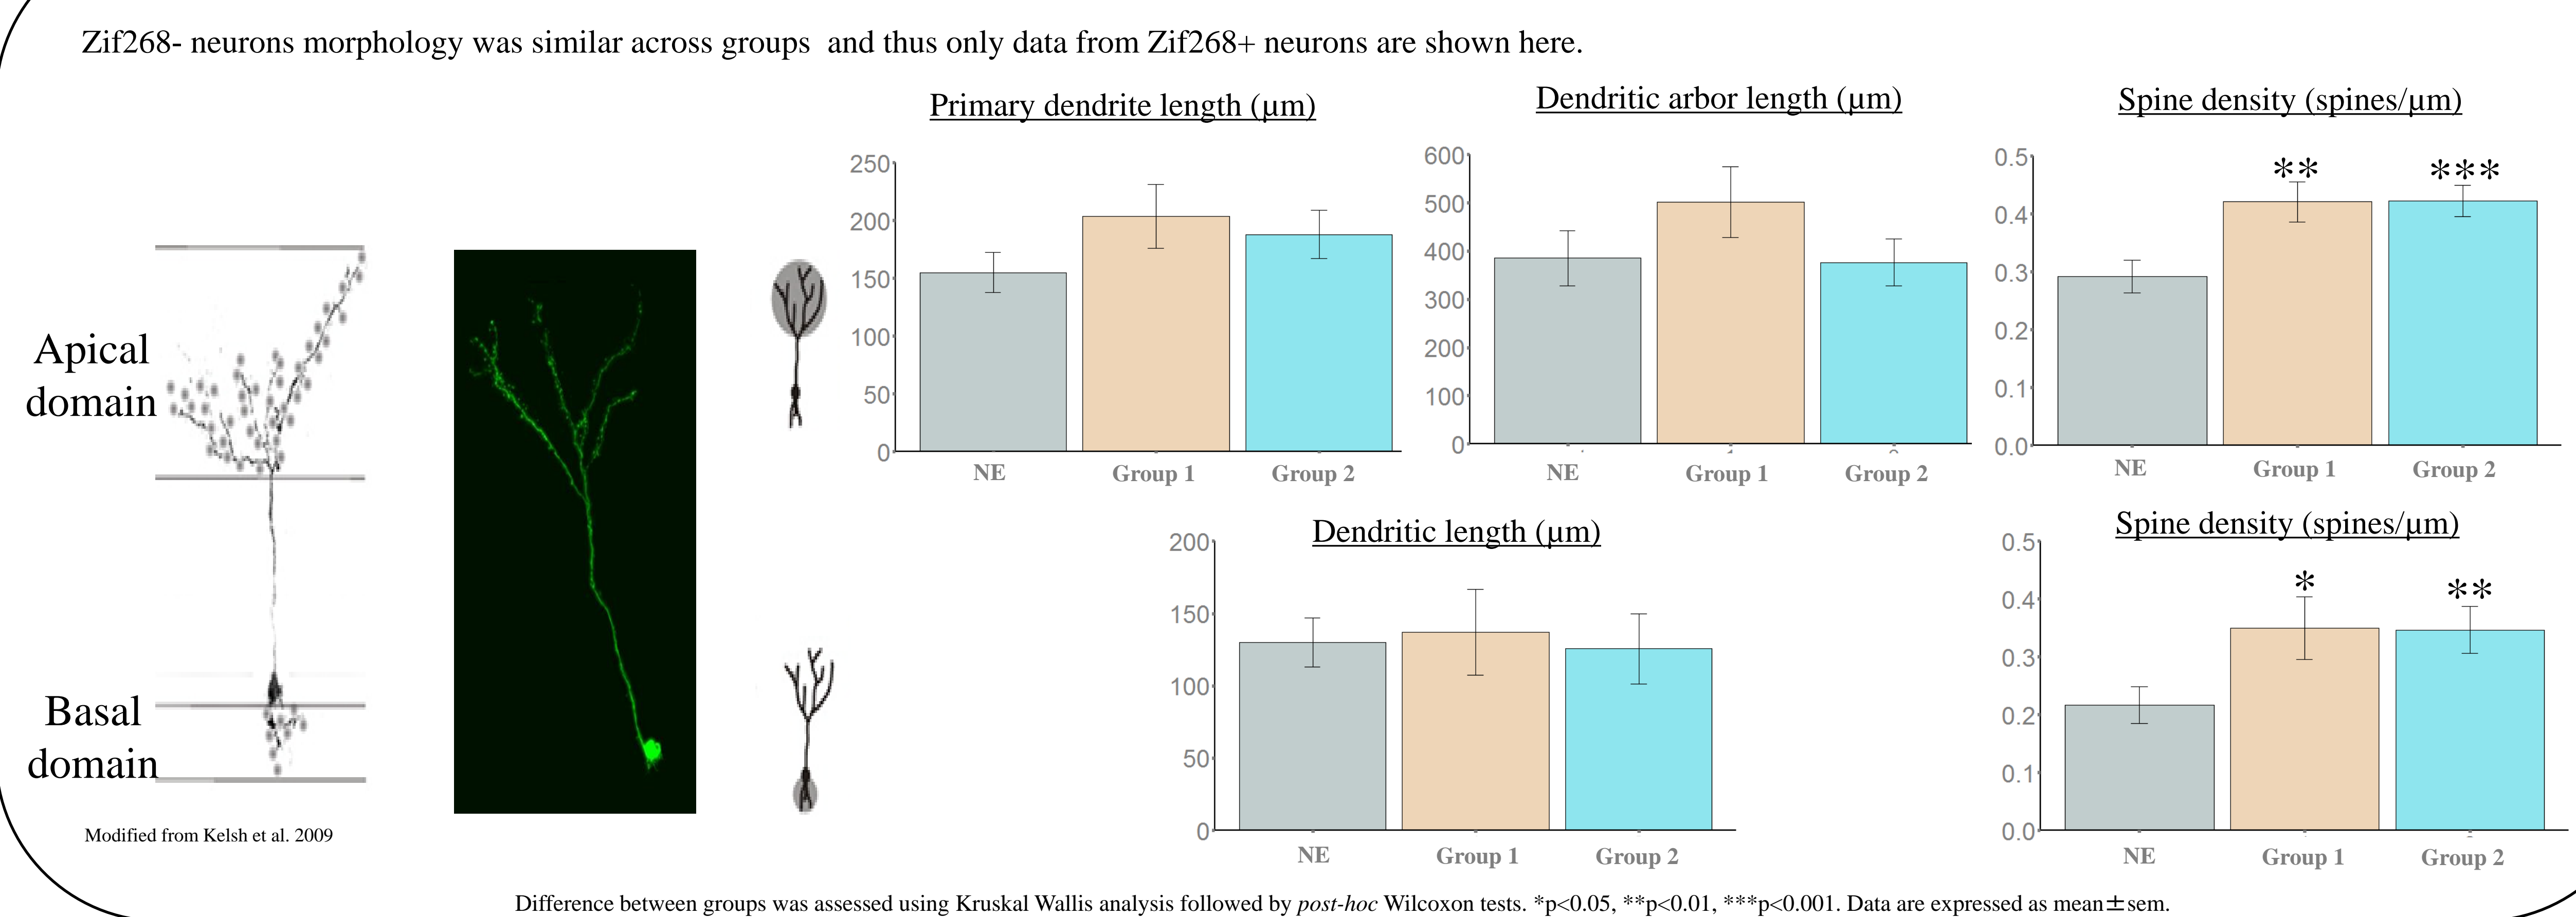 Zif268- neurons morphology was similar across groups  and thus only data from Zif268+ neurons are shown here.
Primary dendrite length (µm)
250
200
150
100
50
0
NE
Group 1
Group 2
Dendritic arbor length (µm)
600
500
400
300
200
100
0
NE
Group 1
Group 2
Spine density (spines/µm)
0.5
0.4
0.3
0.2
0.1
0.0
**
***
NE
Group 1
Group 2
Apical
domain
Basal
domain
Modified from Kelsh et al. 2009
Dendritic length (µm)
200
150
100
50
0
NE
Group 1
Group 2
Spine density (spines/µm)
0.5
0.4
0.3
0.2
0.1
0.0
*
**
NE
Group 1
Group 2
Difference between groups was assessed using Kruskal Wallis analysis followed by post-hoc Wilcoxon tests. *p<0.05, **p<0.01, ***p<0.001. Data are expressed as mean±sem.